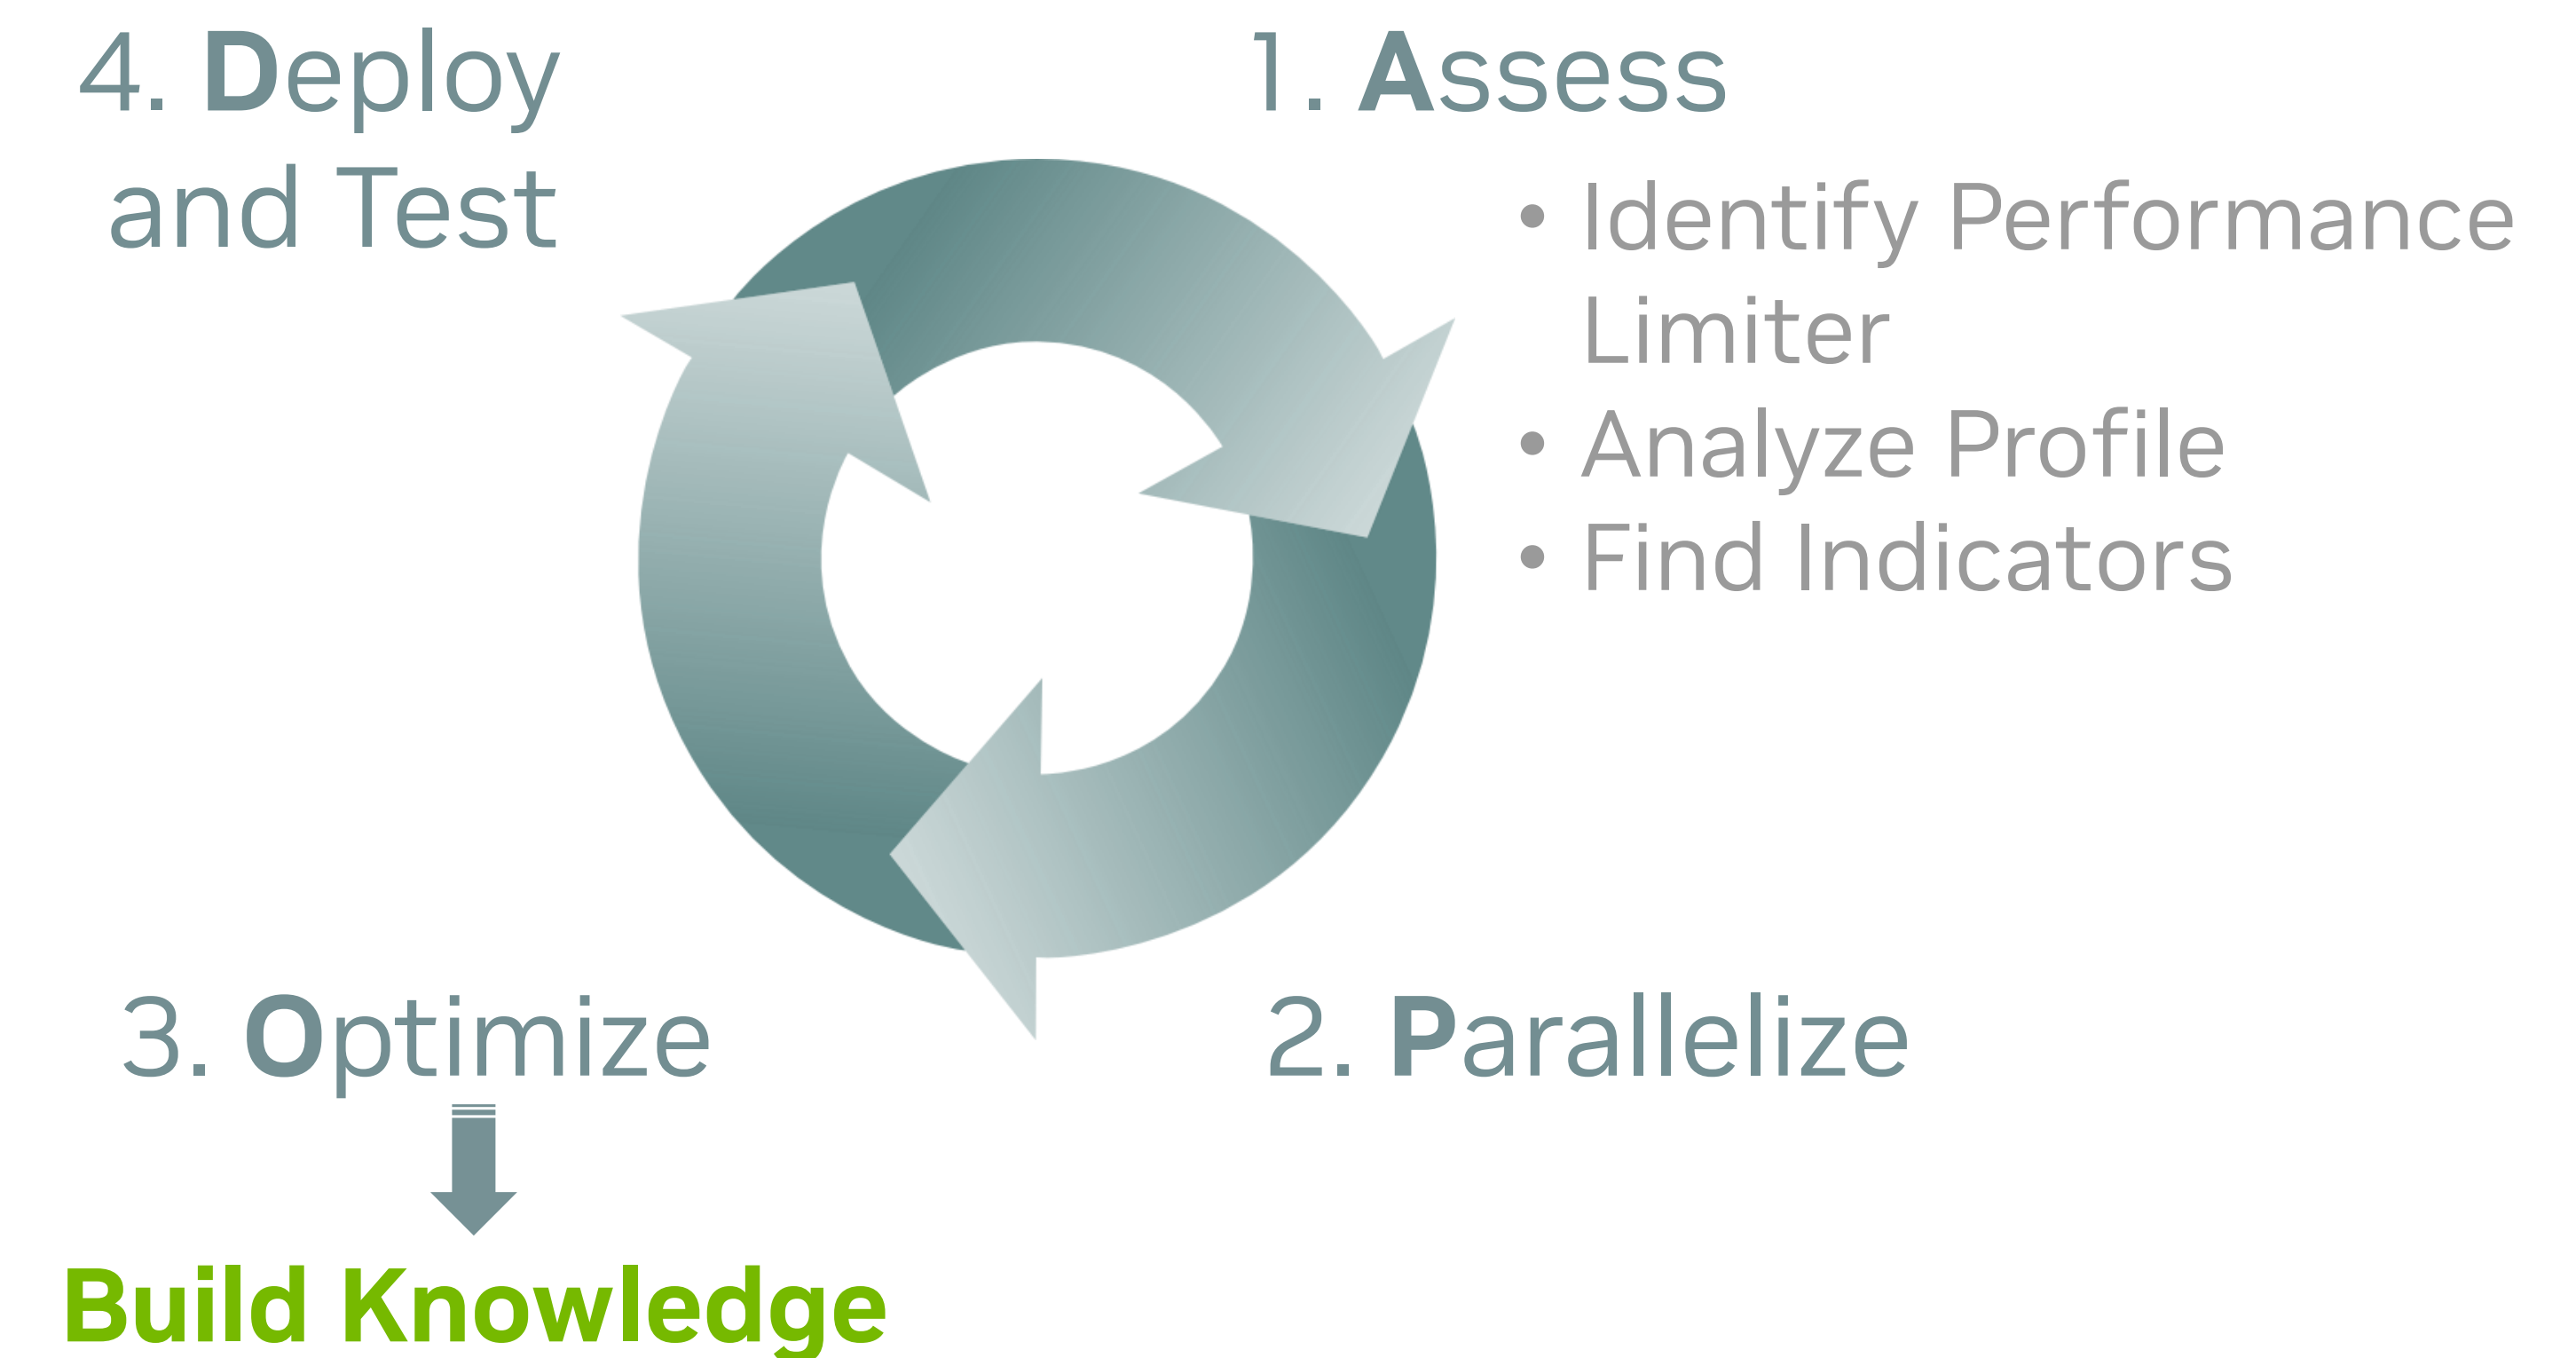 4. Deploy
and Test
1. Assess
• Identify Performance
Limiter
• Analyze Profile
• Find Indicators
3. Optimize
2. Parallelize
Build Knowledge